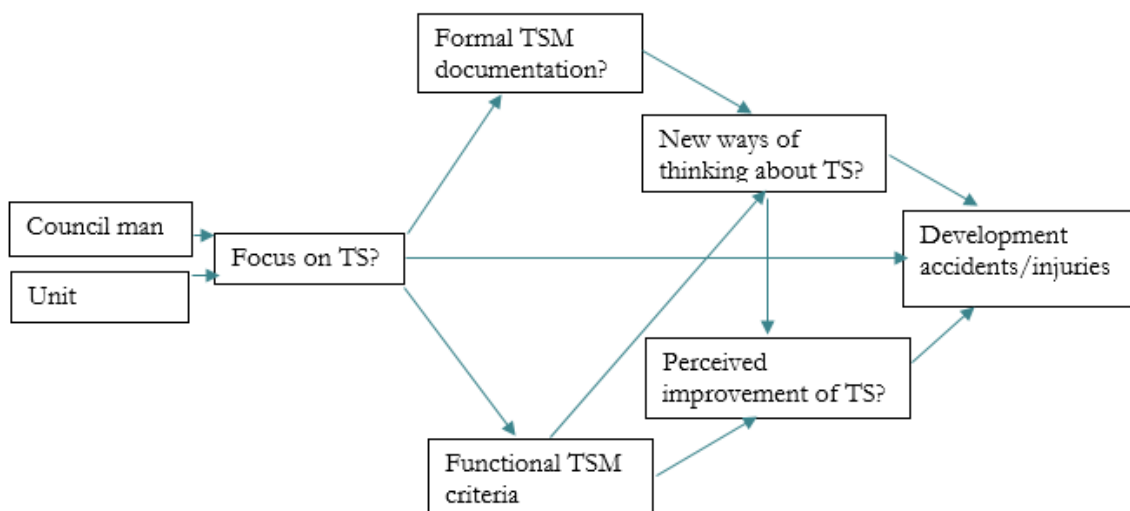 Formal TSM
documentation?
New ways of
thinking about TS?
Council man
Focus on TS?
Unit
Development
accidents/injuries
Perceived
improvement of TS?
Functional TSM
criteria